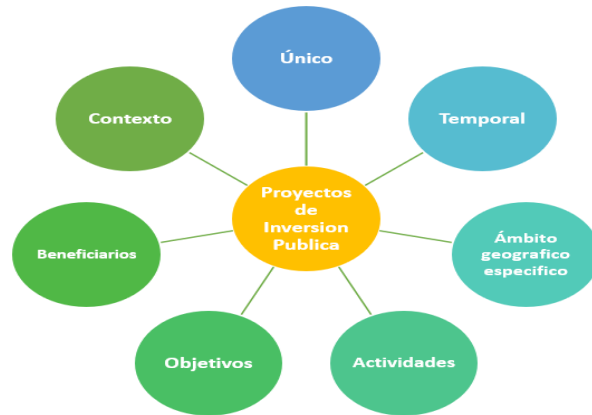 Único
Temporal
Ámbito
geografico
especifico
Actividades
Objetivos
Beneficiarios
Contexto
Proyectos
de
Inversion
Publica